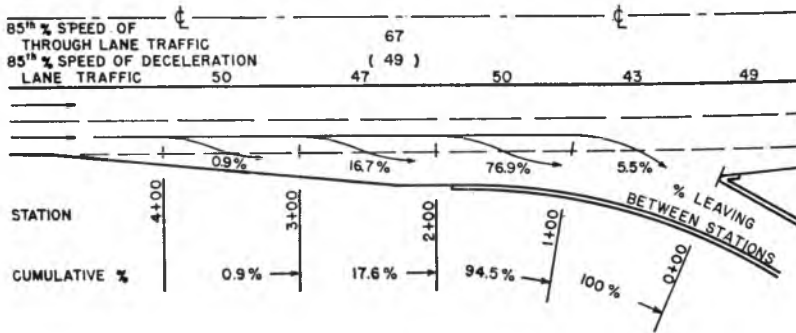 ℄ ℄
85th % SPEED OF
THROUGH LANE TRAFFIC 67
85th % SPEED OF DECELERATION ( 49 )
LANE TRAFFIC 50 47 50 43 49
0.9% 16.7% 76.9% 5.5%
% LEAVING
BETWEEN STATIONS
STATION 4+00 3+00 2+00 1+00 0+00
CUMULATIVE % 0.9% 17.6% 94.5% 100%